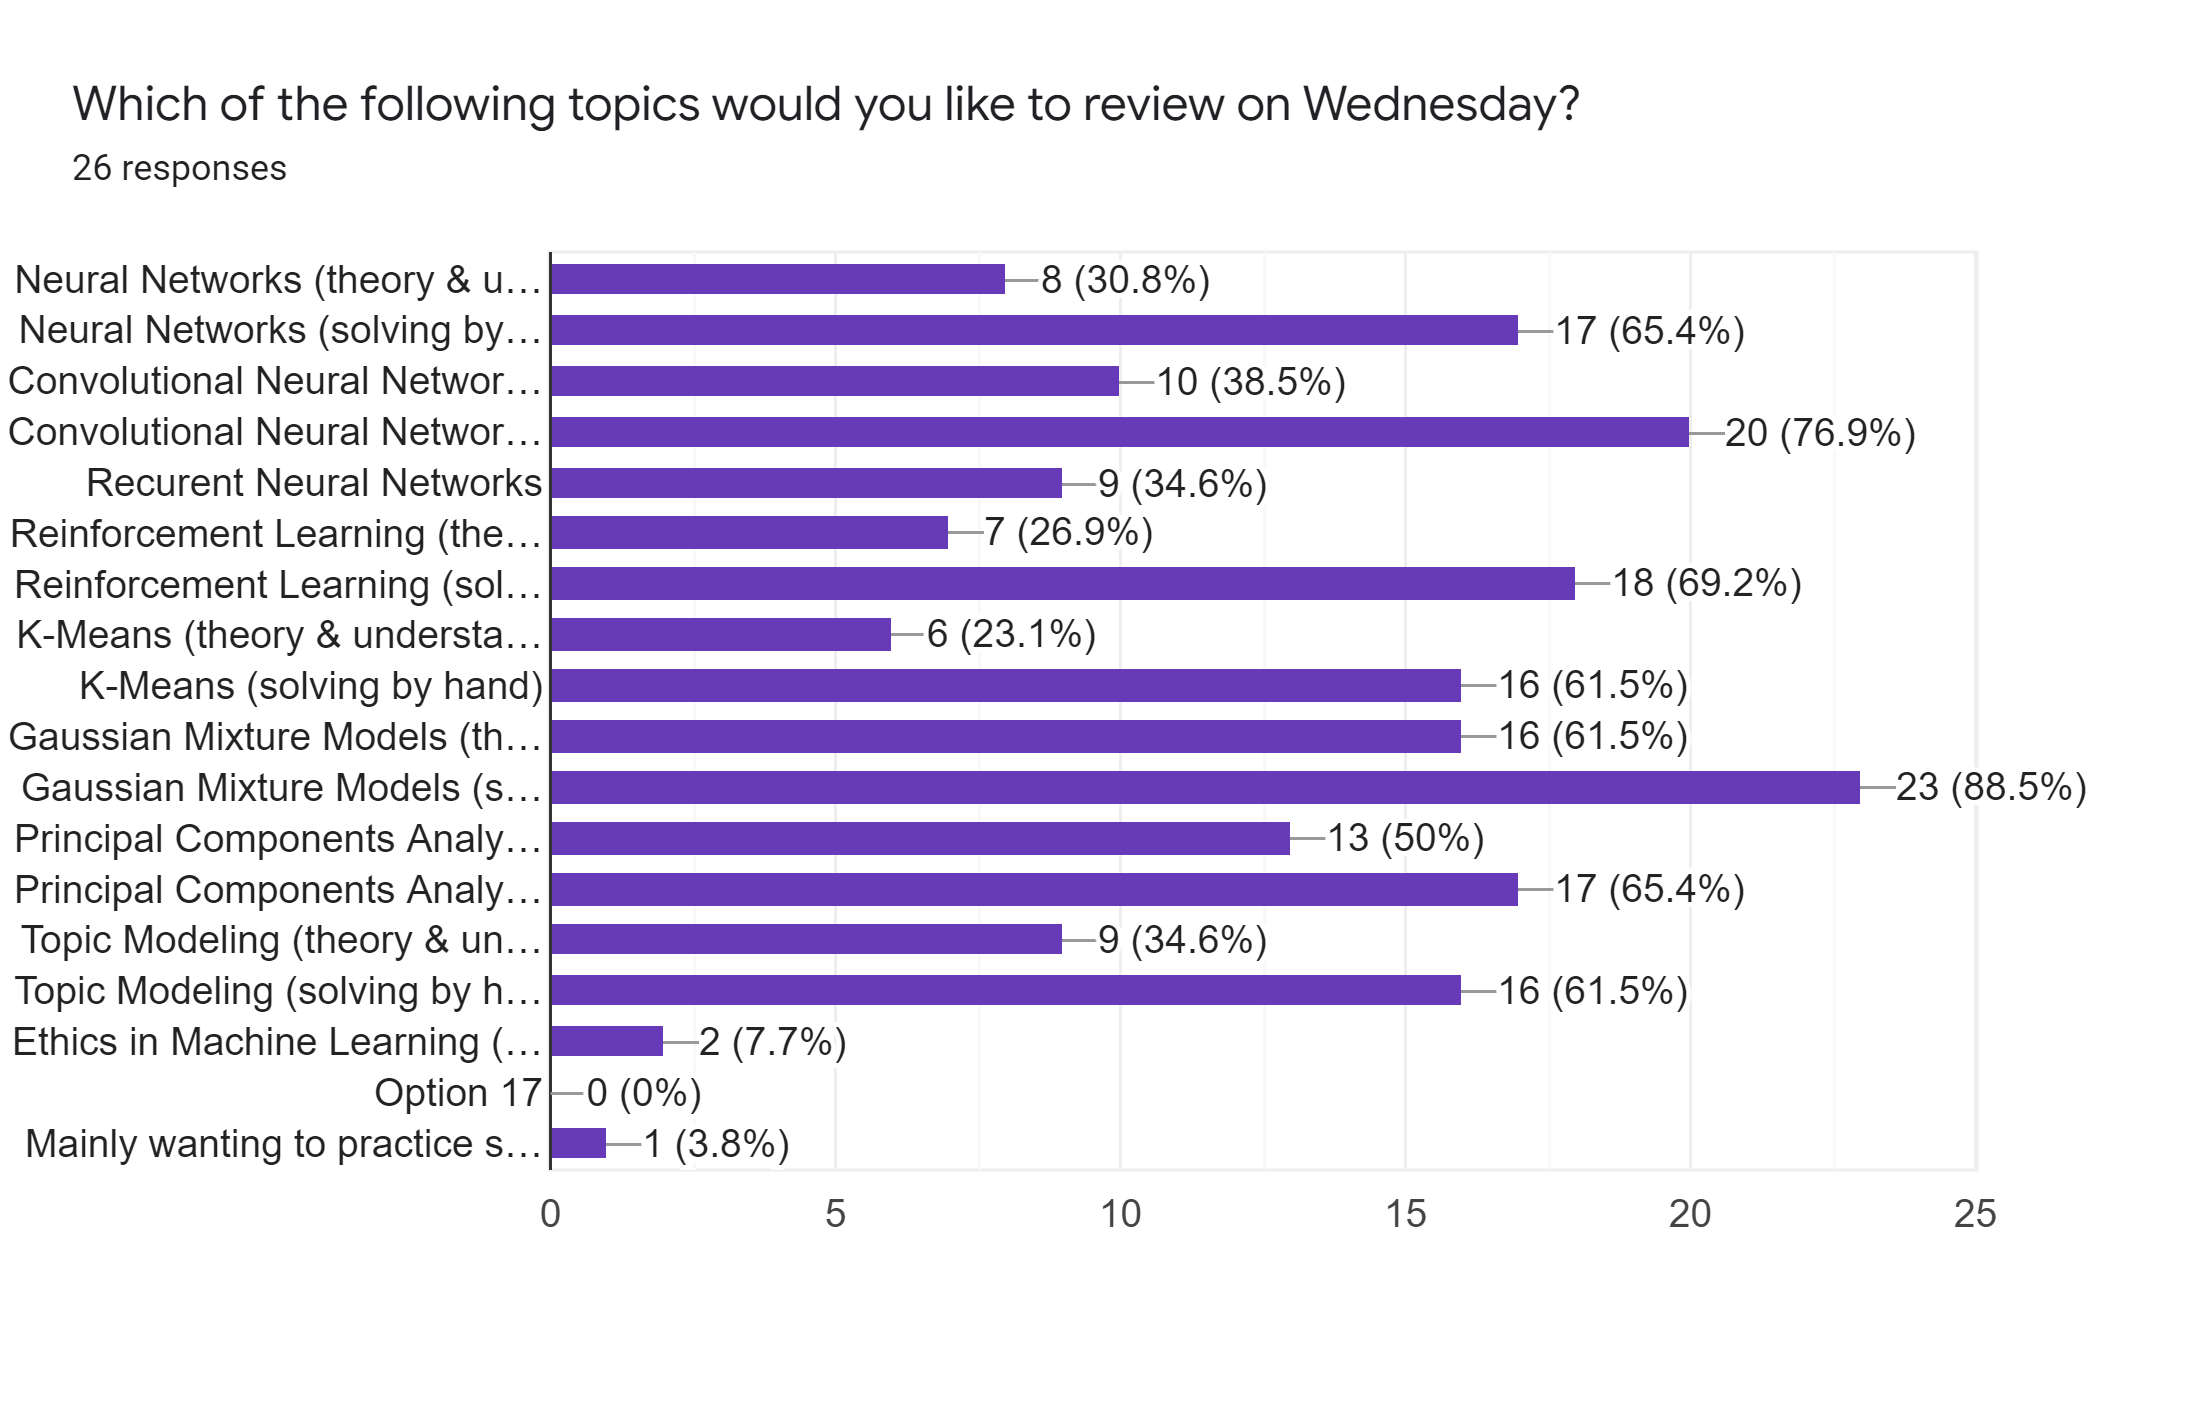 Which of the following topics would you like to review on Wednesday?
26 responses
Neural Networks (theory & u… 8 (30.8%)
Neural Networks (solving by… 17 (65.4%)
Convolutional Neural Networ… 10 (38.5%)
Convolutional Neural Networ… 20 (76.9%)
Recurent Neural Networks 9 (34.6%)
Reinforcement Learning (the… 7 (26.9%)
Reinforcement Learning (sol… 18 (69.2%)
K-Means (theory & understa… 6 (23.1%)
K-Means (solving by hand) 16 (61.5%)
Gaussian Mixture Models (th… 16 (61.5%)
Gaussian Mixture Models (s… 23 (88.5%)
Principal Components Analy… 13 (50%)
Principal Components Analy… 17 (65.4%)
Topic Modeling (theory & un… 9 (34.6%)
Topic Modeling (solving by h… 16 (61.5%)
Ethics in Machine Learning (… 2 (7.7%)
Option 17 0 (0%)
Mainly wanting to practice s… 1 (3.8%)
0 5 10 15 20 25